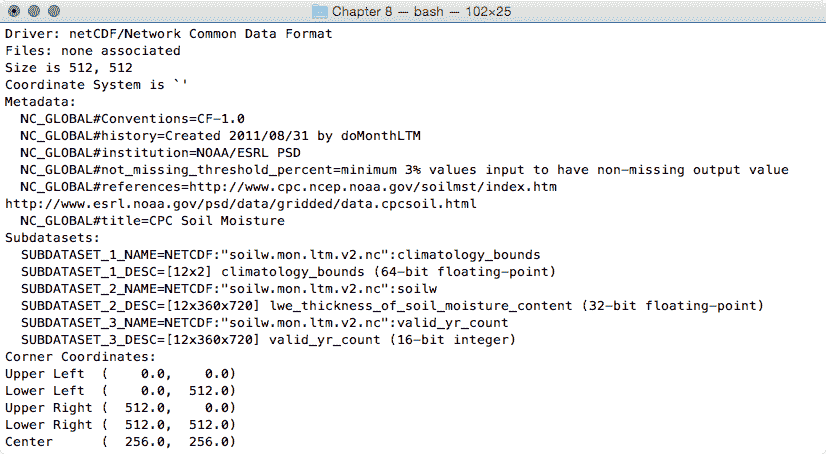 Chapter 8 — bash — 102×25
Driver: netCDF/Network Common Data Format
Files: none associated
Size is 512, 512
Coordinate System is `'
Metadata:
  NC_GLOBAL#Conventions=CF-1.0
  NC_GLOBAL#history=Created 2011/08/31 by doMonthLTM
  NC_GLOBAL#institution=NOAA/ESRL PSD
  NC_GLOBAL#not_missing_threshold_percent=minimum 3% values input to have non-missing output value
  NC_GLOBAL#references=http://www.cpc.ncep.noaa.gov/soilmst/index.htm
http://www.esrl.noaa.gov/psd/data/gridded/data.cpcsoil.html
  NC_GLOBAL#title=CPC Soil Moisture
Subdatasets:
  SUBDATASET_1_NAME=NETCDF:"soilw.mon.ltm.v2.nc":climatology_bounds
  SUBDATASET_1_DESC=[12x2] climatology_bounds (64-bit floating-point)
  SUBDATASET_2_NAME=NETCDF:"soilw.mon.ltm.v2.nc":soilw
  SUBDATASET_2_DESC=[12x360x720] lwe_thickness_of_soil_moisture_content (32-bit floating-point)
  SUBDATASET_3_NAME=NETCDF:"soilw.mon.ltm.v2.nc":valid_yr_count
  SUBDATASET_3_DESC=[12x360x720] valid_yr_count (16-bit integer)
Corner Coordinates:
Upper Left  (    0.0,    0.0)
Lower Left  (    0.0,  512.0)
Upper Right (  512.0,    0.0)
Lower Right (  512.0,  512.0)
Center      (  256.0,  256.0)